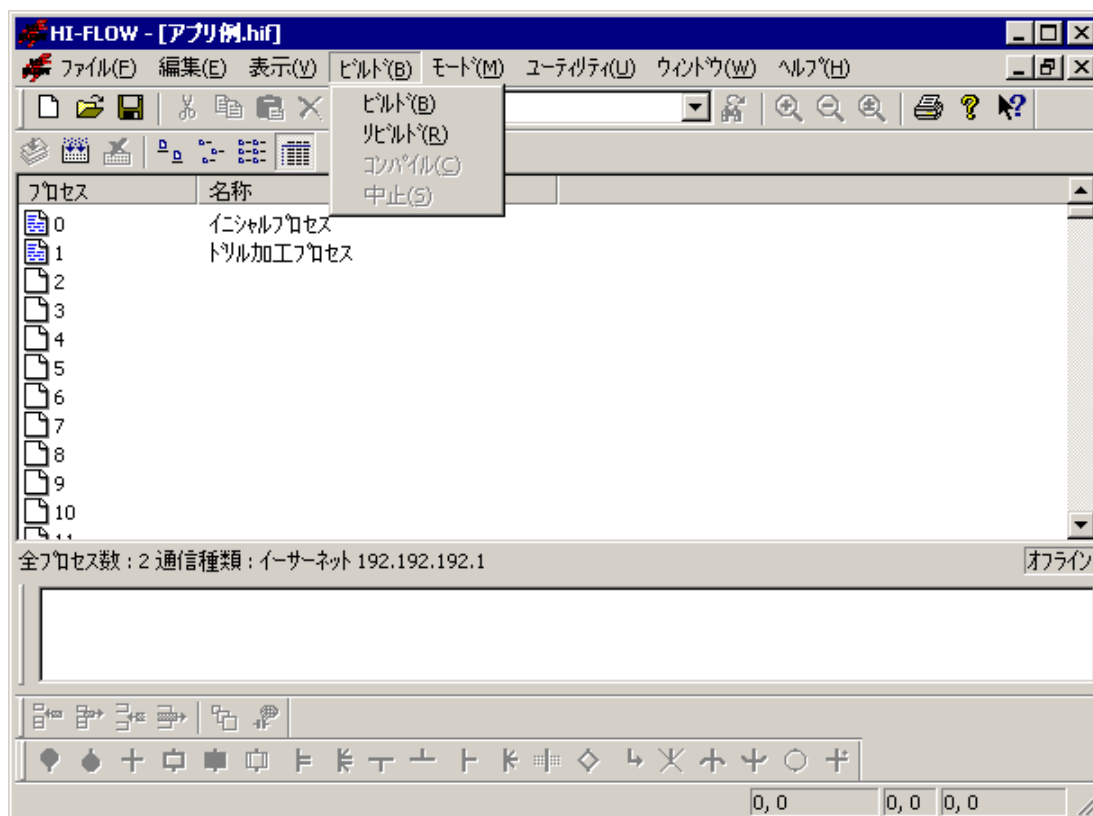 HI-FLOW - [アプリ例.hif]
ﾌｧｲﾙ(F) 編集(E) 表示(V) ﾋﾞﾙﾄﾞ(B) ﾓｰﾄﾞ(M) ﾕｰﾃｨﾘﾃｨ(U) ｳｨﾝﾄﾞｳ(W) ﾍﾙﾌﾟ(H)
ﾋﾞﾙﾄﾞ(B)
ﾘﾋﾞﾙﾄﾞ(R)
ｺﾝﾊﾟｲﾙ(C)
中止(S)
ﾌﾟﾛｾｽ 名称
0 ｲﾆｼｬﾙﾌﾟﾛｾｽ
1 ﾄﾞﾘﾙ加工ﾌﾟﾛｾｽ
2
3
4
5
6
7
8
9
10
11
全ﾌﾟﾛｾｽ数 : 2 通信種類 : ｲｰｻｰﾈｯﾄ 192.192.192.1 ｵﾌﾗｲﾝ
0, 0 0, 0 0, 0